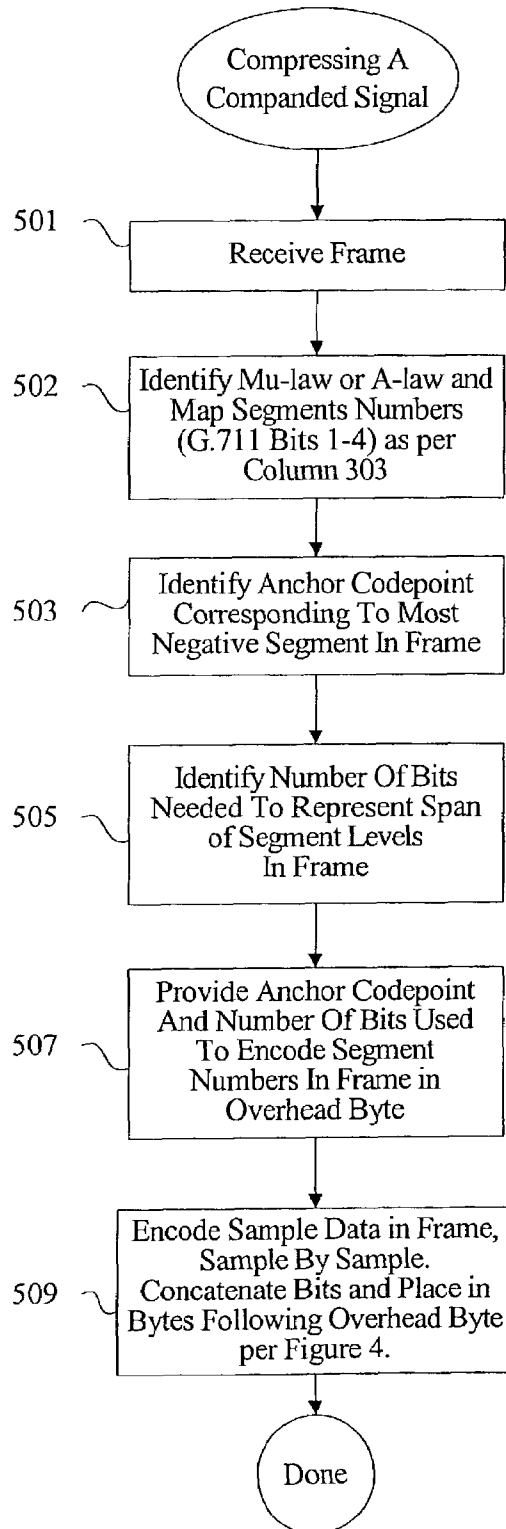 Compressing A
Companded Signal
501
Receive Frame
502
Identify Mu-law or A-law and
Map Segments Numbers
(G.711 Bits 1-4) as per
Column 303
503
Identify Anchor Codepoint
Corresponding To Most
Negative Segment In Frame
505
Identify Number Of Bits
Needed To Represent Span
of Segment Levels
In Frame
507
Provide Anchor Codepoint
And Number Of Bits Used
To Encode Segment
Numbers In Frame in
Overhead Byte
509
Encode Sample Data in Frame,
Sample By Sample.
Concatenate Bits and Place in
Bytes Following Overhead Byte
per Figure 4.
Done